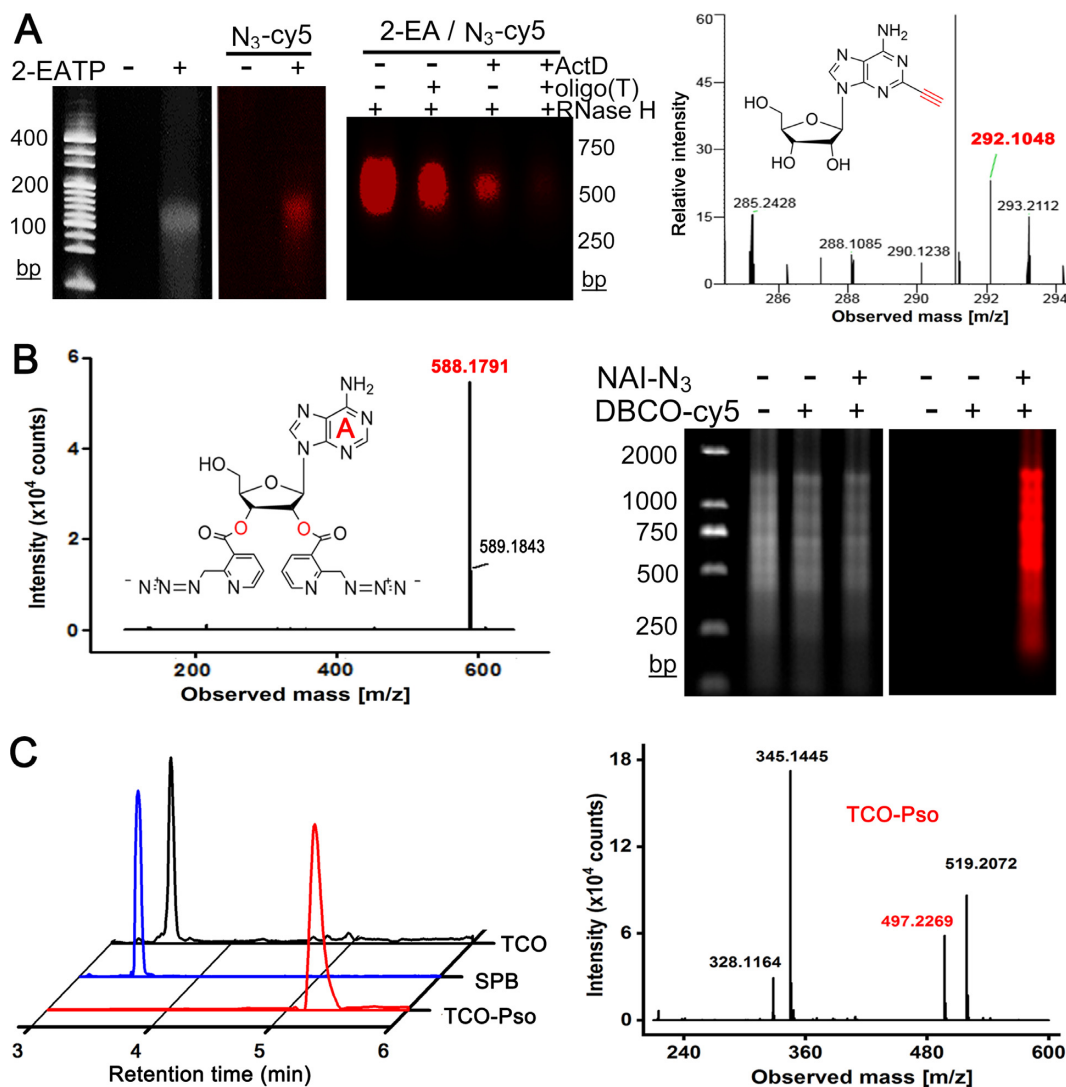 A
N3-cy5
2-EATP - + - +
400
200
100
bp
2-EA / N3-cy5
- - + + ActD
- + - + oligo(T)
+ + + + RNase H
750
500
250
bp
60
45
30
15
0
Relative intensity
NH2
N
N
N
N
HO
O
OH
OH
285.2428
288.1085
290.1238
292.1048
293.2112
286 288 290 292 294
Observed mass [m/z]
B
6
4
2
0
Intensity (x10⁴ counts)
588.1791
589.1843
NH2
N
N
A
N
N
HO
O
O
O
O
O
N
N
⁻N=N⁺=N
N=N⁺=N⁻
200 400 600
Observed mass [m/z]
NAI-N3 - - + - - +
DBCO-cy5 - + + - + +
2000
1000
750
500
250
bp
C
TCO
SPB
TCO-Pso
3 4 5 6
Retention time (min)
18
12
6
0
Intensity (x10⁴ counts)
345.1445
TCO-Pso
519.2072
497.2269
328.1164
240 360 480 600
Observed mass [m/z]